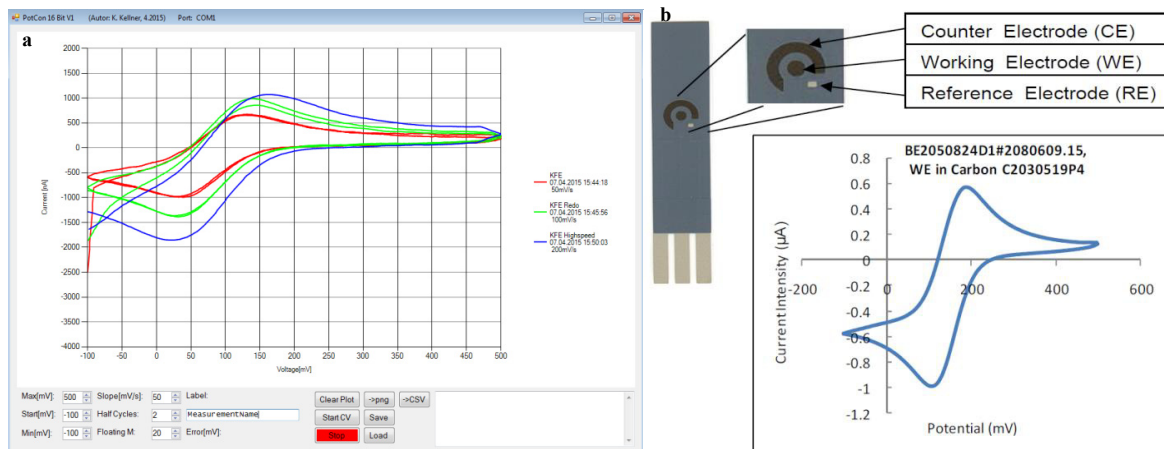 PotCon 16 Bit V1 (Autor: K. Kellner, 4.2015) Port: COM1
a
2000
1500
1000
500
0
-500
-1000
-1500
-2000
-2500
-3000
-3500
-4000
Current [nA]
-100 -50 0 50 100 150 200 250 300 350 400 450 500
Voltage[mV]
KFE
07.04.2015 15:44:18
50mV/s
KFE Redo
07.04.2015 15:45:56
100mV/s
KFE Highspeed
07.04.2015 15:50:03
200mV/s
Max[mV]: 500 Slope[mV/s]: 50 Label:
Start[mV]: -100 Half Cycles: 2 MeasurementName
Min[mV]: -100 Floating M: 20 Error[mV]:
Clear Plot ->png ->CSV
Start CV Save
Stop Load
b
Counter Electrode (CE)
Working Electrode (WE)
Reference Electrode (RE)
BE2050824D1#2080609.15,
WE in Carbon C2030519P4
0.8
0.6
0.4
0.2
0
-0.2
-0.4
-0.6
-0.8
-1
-1.2
Current Intensity (µA)
-200 0 200 400 600
Potential (mV)